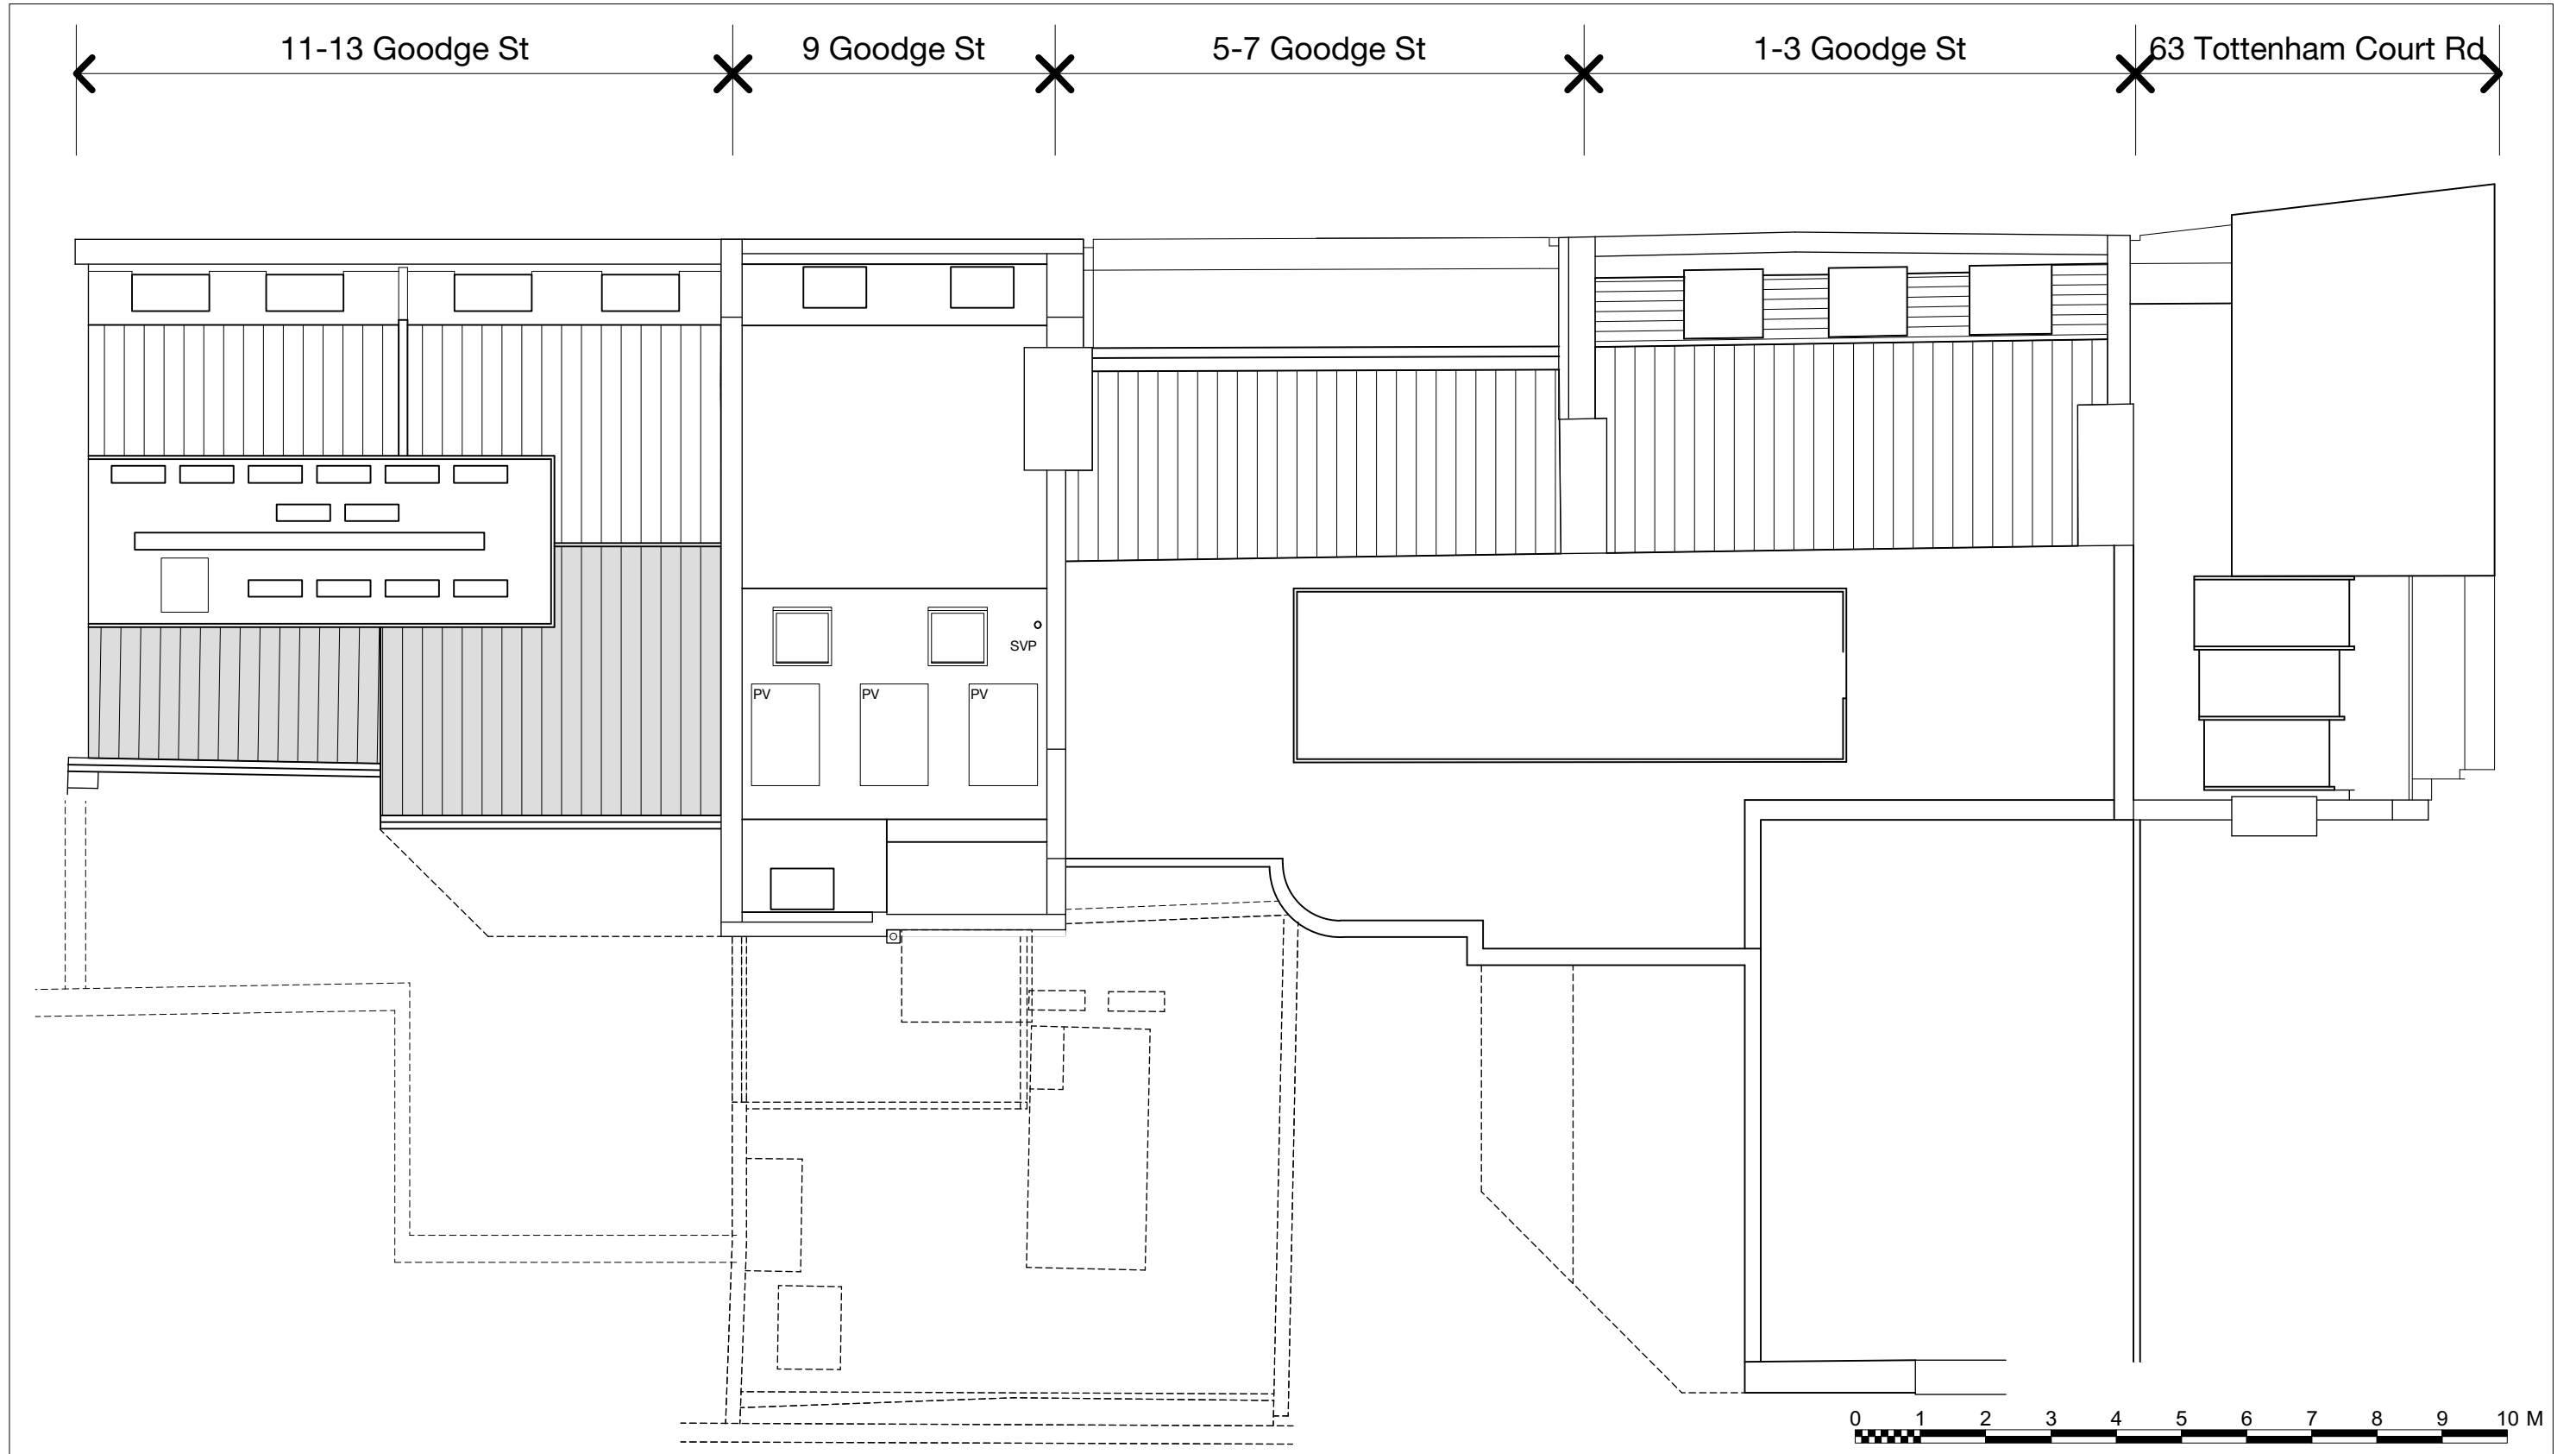 11-13 Goodge St
9 Goodge St
5-7 Goodge St
1-3 Goodge St
63 Tottenham Court Rd
SVP
PV
PV
PV
0 1 2 3 4 5 6 7 8 9 10 M